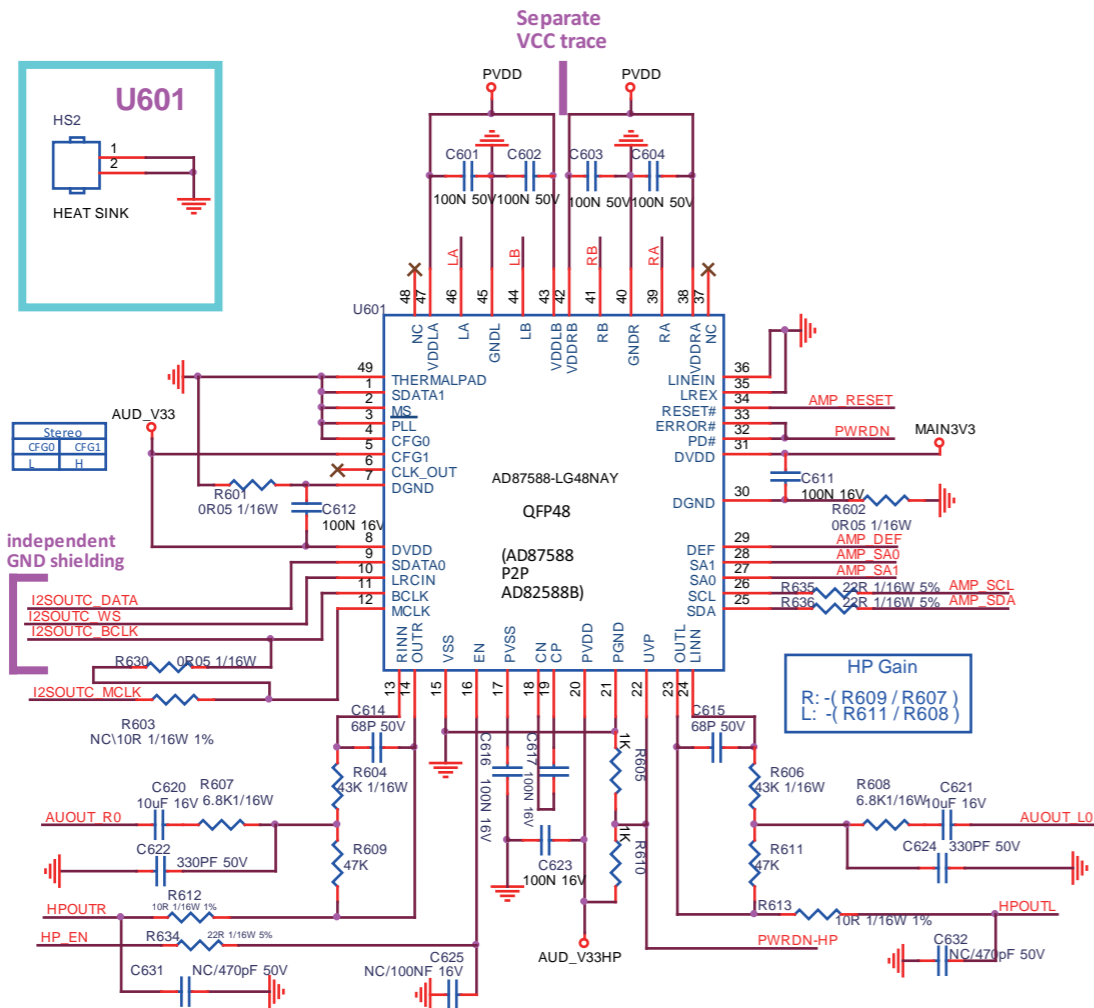 Separate
VCC trace
U601
HS2
1
2
HEAT SINK
PVDD
PVDD
C601
C602
C603
C604
100N 50V
100N 50V
100N 50V
100N 50V
LA
LB
RB
RA
48
47
46
45
44
43
42
41
40
39
38
37
U601
NC
VDDLA
LA
GNDL
LB
VDDLB
VDDRB
RB
GNDR
RA
VDDRA
NC
49
THERMALPAD
1
SDATA1
2
MS
3
PLL
4
CFG0
5
CFG1
6
CLK_OUT
7
DGND
8
DVDD
9
SDATA0
10
LRCIN
11
BCLK
12
MCLK
36
LINEIN
35
LREX
34
RESET#
33
ERROR#
32
PD#
31
DVDD
30
DGND
29
DEF
28
SA1
27
SA0
26
SCL
25
SDA
AD87588-LG48NAY
QFP48
(AD87588
P2P
AD82588B)
AUD_V33
Stereo
CFG0 CFG1
L H
R601
0R05 1/16W
C612
100N 16V
independent
GND shielding
I2SOUTC_DATA
I2SOUTC_WS
I2SOUTC_BCLK
R630 0R05 1/16W
I2SOUTC_MCLK
R603
NC\10R 1/16W 1%
AMP_RESET
PWRDN
MAIN3V3
C611
100N 16V
R602
0R05 1/16W
AMP_DEF
AMP_SA0
AMP_SA1
R635 22R 1/16W 5% AMP_SCL
R636 22R 1/16W 5% AMP_SDA
RINN
OUTR
VSS
EN
PVSS
CN
CP
PVDD
PGND
UVP
OUTL
LINN
13
14
15
16
17
18
19
20
21
22
23
24
HP Gain
R: -( R609 / R607 )
L: -( R611 / R608 )
C614
68P 50V
C615
68P 50V
C616 100N 16V
C617 100N 16V
1K
R605
1K
R610
C623
100N 16V
R604
43K 1/16W
R606
43K 1/16W
C620
10uF 16V
R607
6.8K1/16W
AUOUT_R0
C622
330PF 50V
R609
47K
R608
6.8K1/16W
C621
10uF 16V
AUOUT_L0
R611
47K
C624 330PF 50V
R612
10R 1/16W 1%
HPOUTR
HP_EN
R634 22R 1/16W 5%
C631
NC/470pF 50V
C625
NC/100NF 16V
AUD_V33HP
PWRDN-HP
R613
10R 1/16W 1%
HPOUTL
C632
NC/470pF 50V